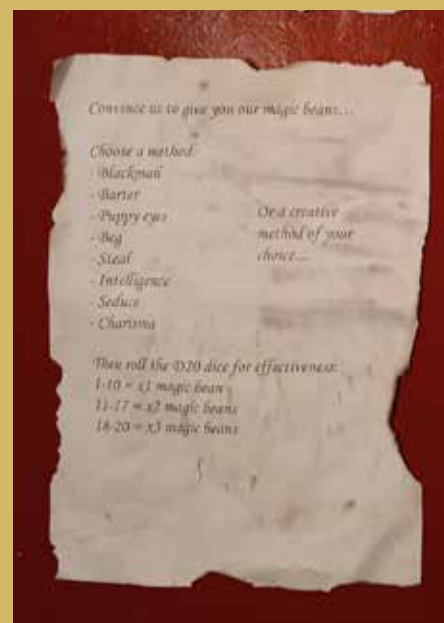 Convince us to give you our magic beans...
Choose a method:
- Blackmail
- Barter
- Puppy eyes
- Beg
- Steal
- Intelligence
- Seduce
- Charisma
Or a creative
method of your
choice...
Then roll the D20 dice for effectiveness:
1-10 = x1 magic bean
11-17 = x2 magic beans
18-20 = x3 magic beans